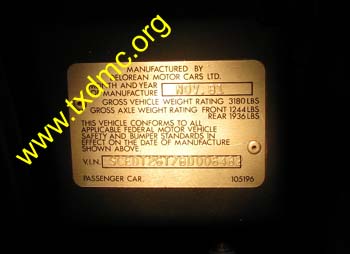 www.txdmc.org
MANUFACTURED BY
DELOREAN MOTOR CARS LTD.
MONTH AND YEAR
MANUFACTURE NOV. 81
GROSS VEHICLE WEIGHT RATING 3180 LBS
GROSS AXLE WEIGHT RATING FRONT 1244 LBS
REAR 1936 LBS
THIS VEHICLE CONFORMS TO ALL
APPLICABLE FEDERAL MOTOR VEHICLE
SAFETY AND BUMPER STANDARDS IN
EFFECT ON THE DATE OF MANUFACTURE
SHOWN ABOVE.
V.I.N.
PASSENGER CAR. 105196